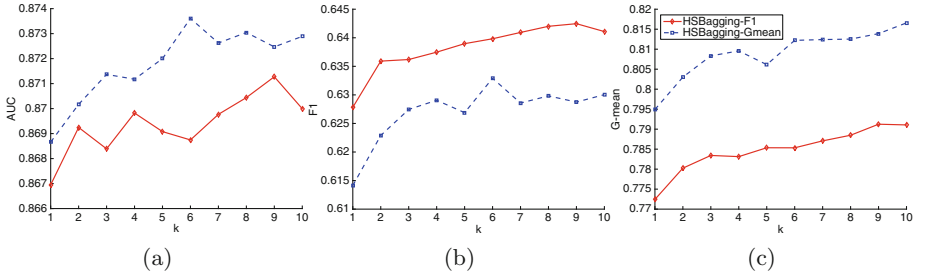 0.874
0.873
0.872
0.871
0.87
0.869
0.868
0.867
0.866
AUC
1 2 3 4 5 6 7 8 9 10
k
(a)
0.645
0.64
0.635
0.63
0.625
0.62
0.615
0.61
F1
1 2 3 4 5 6 7 8 9 10
k
(b)
0.82
0.815
0.81
0.805
0.8
0.795
0.79
0.785
0.78
0.775
0.77
G-mean
HSBagging-F1
HSBagging-Gmean
1 2 3 4 5 6 7 8 9 10
k
(c)